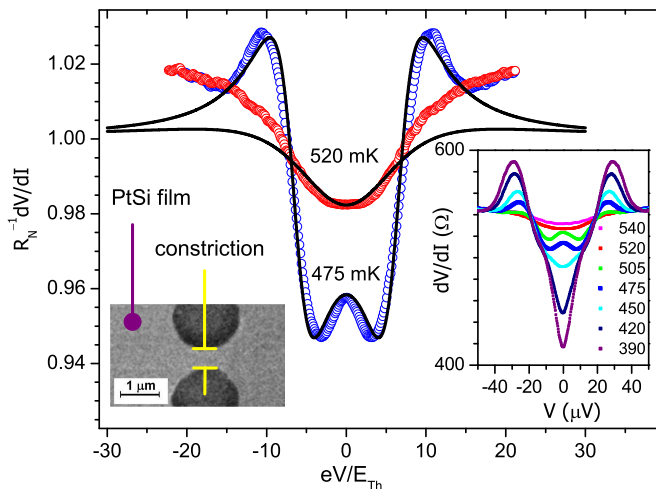 1.02
1.00
0.98
0.96
0.94
R_N^-1 dV/dI
-30
-20
-10
0
10
20
30
eV/E_Th
520 mK
475 mK
PtSi film
constriction
1 μm
600
400
dV/dI (Ω)
540
520
505
475
450
420
390
-40
-20
0
20
40
V (μV)